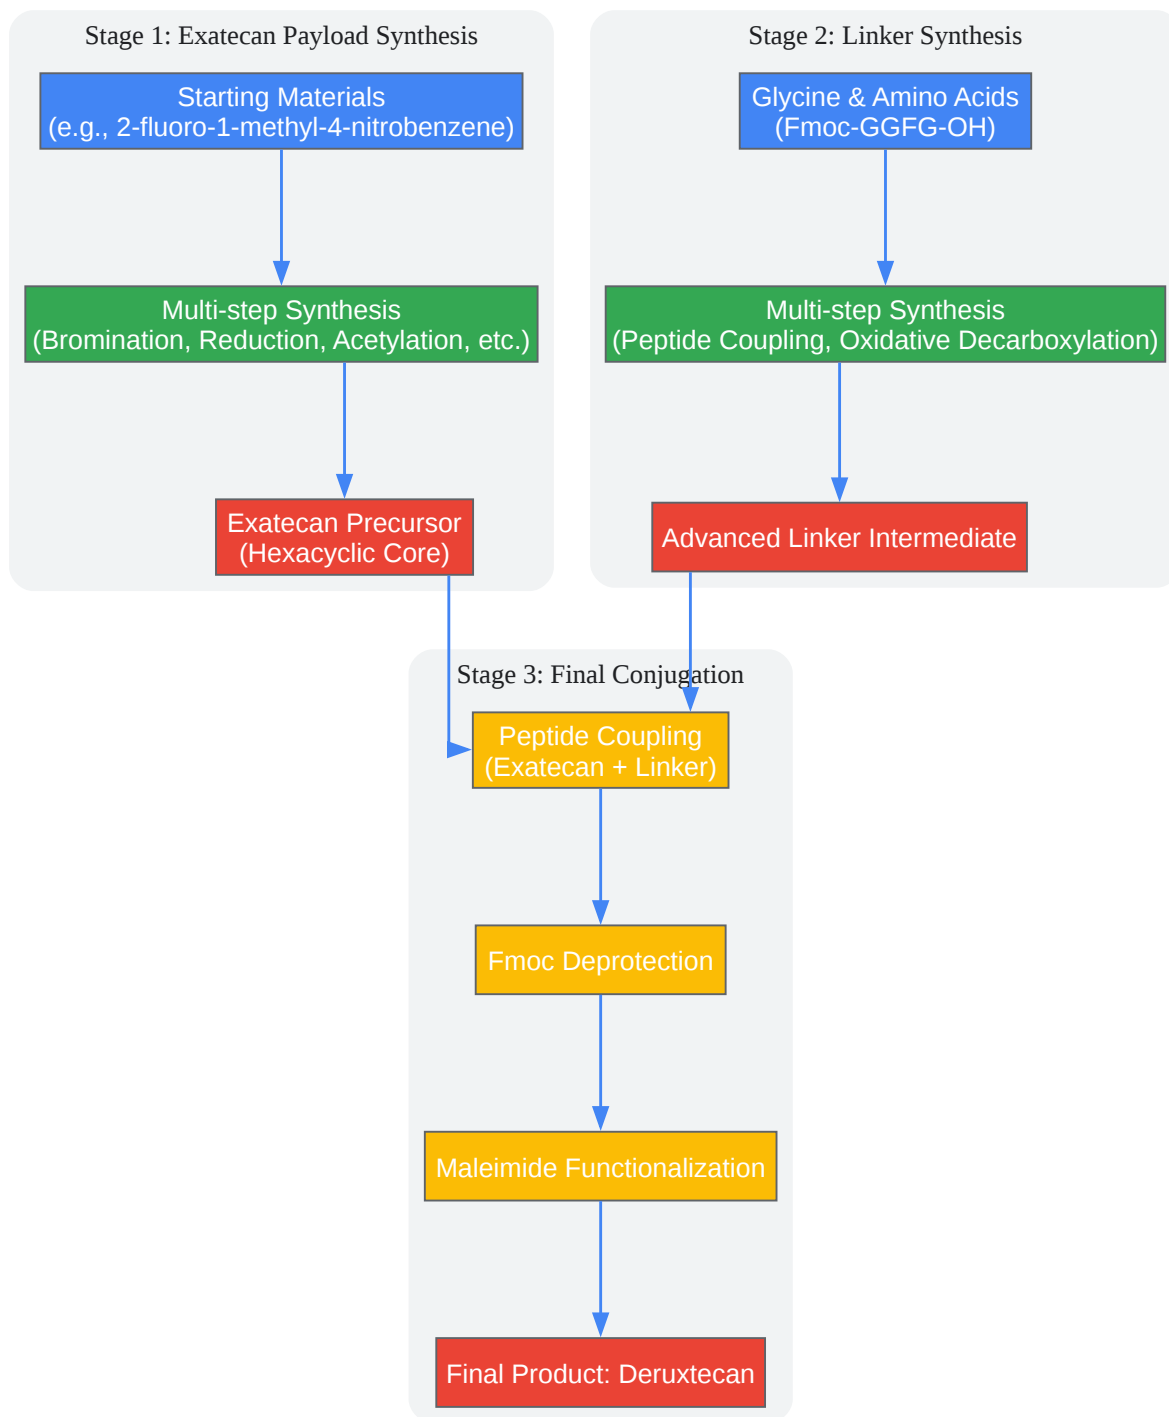 Stage 1: Exatecan Payload Synthesis
Starting Materials
(e.g., 2-fluoro-1-methyl-4-nitrobenzene)
Multi-step Synthesis
(Bromination, Reduction, Acetylation, etc.)
Exatecan Precursor
(Hexacyclic Core)
Stage 2: Linker Synthesis
Glycine & Amino Acids
(Fmoc-GGFG-OH)
Multi-step Synthesis
(Peptide Coupling, Oxidative Decarboxylation)
Advanced Linker Intermediate
Stage 3: Final Conjugation
Peptide Coupling
(Exatecan + Linker)
Fmoc Deprotection
Maleimide Functionalization
Final Product: Deruxtecan